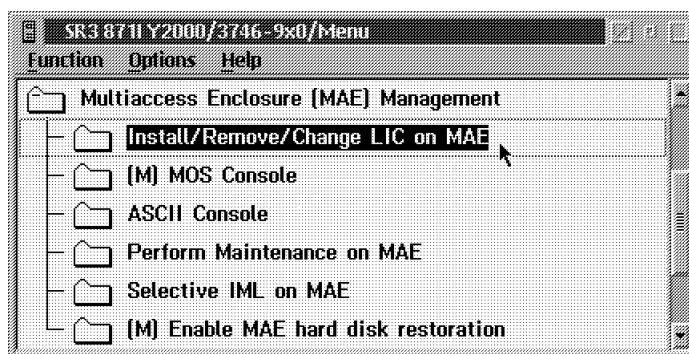 SR3 8711 Y2000/3746-9x0/Menu
Function Options Help
Multiaccess Enclosure (MAE) Management
Install/Remove/Change LIC on MAE
(M) MOS Console
ASCII Console
Perform Maintenance on MAE
Selective IML on MAE
(M) Enable MAE hard disk restoration